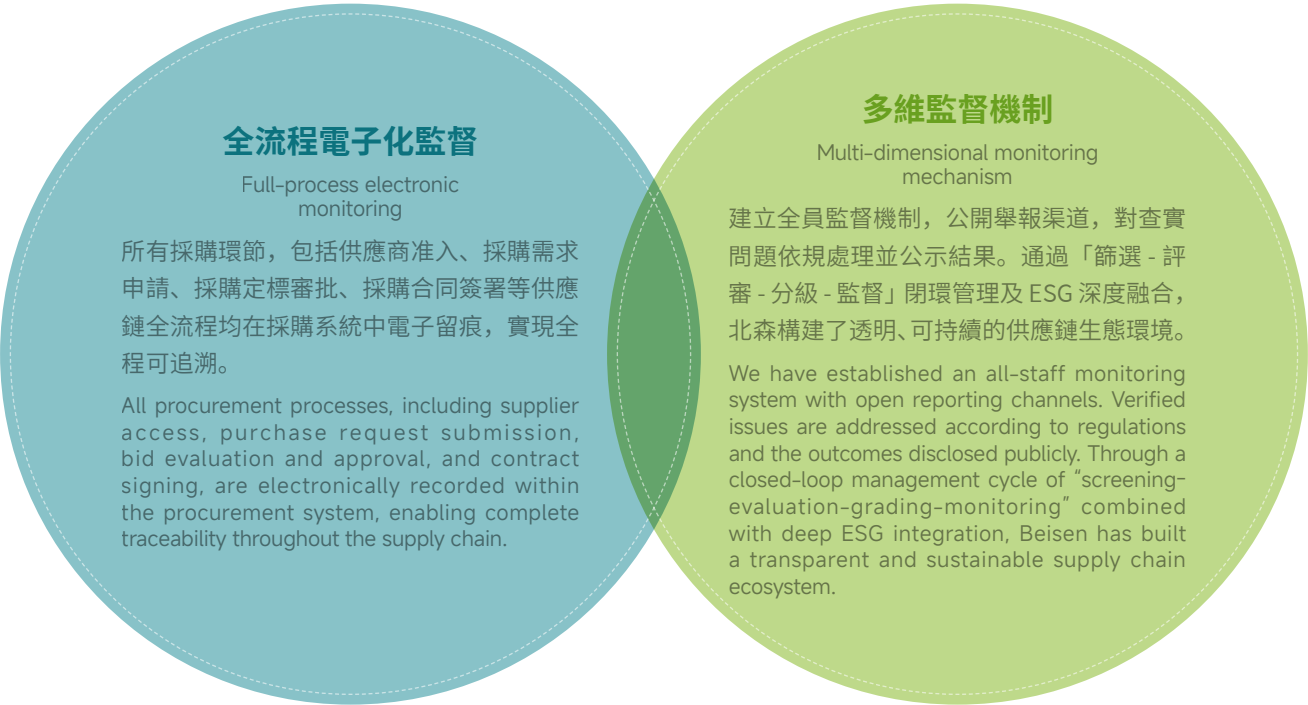 全流程電子化監督
Full-process electronic
monitoring
所有採購環節，包括供應商准入、採購需求
申請、採購定標審批、採購合同簽署等供應
鏈全流程均在採購系統中電子留痕，實現全
程可追溯。
All procurement processes, including supplier
access, purchase request submission,
bid evaluation and approval, and contract
signing, are electronically recorded within
the procurement system, enabling complete
traceability throughout the supply chain.
多維監督機制
Multi-dimensional monitoring
mechanism
建立全員監督機制，公開舉報渠道，對查實
問題依規處理並公示結果。通過「篩選 - 評
審 - 分級 - 監督」閉環管理及 ESG 深度融合，
北森構建了透明、可持續的供應鏈生態環境。
We have established an all-staff monitoring
system with open reporting channels. Verified
issues are addressed according to regulations
and the outcomes disclosed publicly. Through a
closed-loop management cycle of "screening-
evaluation-grading-monitoring" combined
with deep ESG integration, Beisen has built
a transparent and sustainable supply chain
ecosystem.